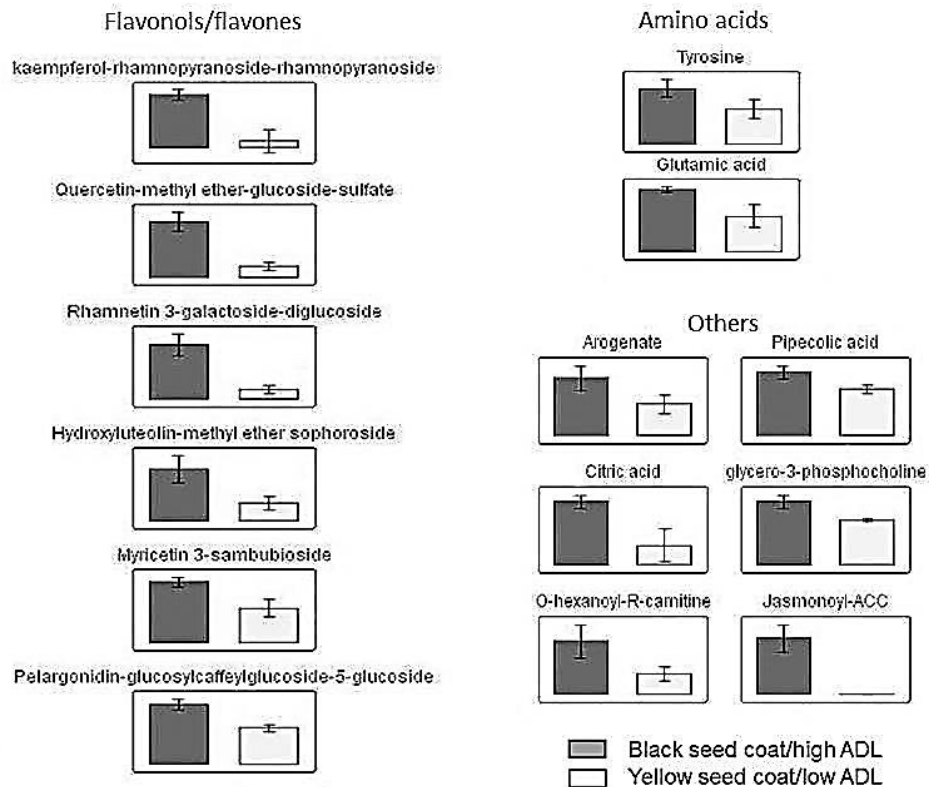 Flavonols/flavones
kaempferol-rhamnopyranoside-rhamnopyranoside
Quercetin-methyl ether-glucoside-sulfate
Rhamnetin 3-galactoside-diglucoside
Hydroxyluteolin-methyl ether sophoroside
Myricetin 3-sambubioside
Pelargonidin-glucosylcaffeylglucoside-5-glucoside
Amino acids
Tyrosine
Glutamic acid
Others
Arogenate
Pipecolic acid
Citric acid
glycero-3-phosphocholine
O-hexanoyl-R-carnitine
Jasmonoyl-ACC
Black seed coat/high ADL
Yellow seed coat/low ADL